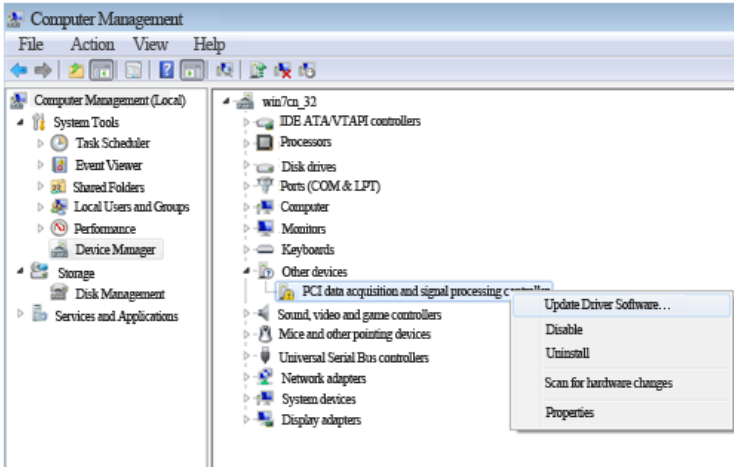 Computer Management
File Action View Help
Computer Management (Local)
System Tools
Task Scheduler
Event Viewer
Shared Folders
Local Users and Groups
Performance
Device Manager
Storage
Disk Management
Services and Applications
win7cn_32
IDE ATA/VTAPI controllers
Processors
Disk drives
Ports (COM & LPT)
Computer
Monitors
Keyboards
Other devices
PCI data acquisition and signal processing controller
Sound, video and game controllers
Mice and other pointing devices
Universal Serial Bus controllers
Network adapters
System devices
Display adapters
Update Driver Software...
Disable
Uninstall
Scan for hardware changes
Properties